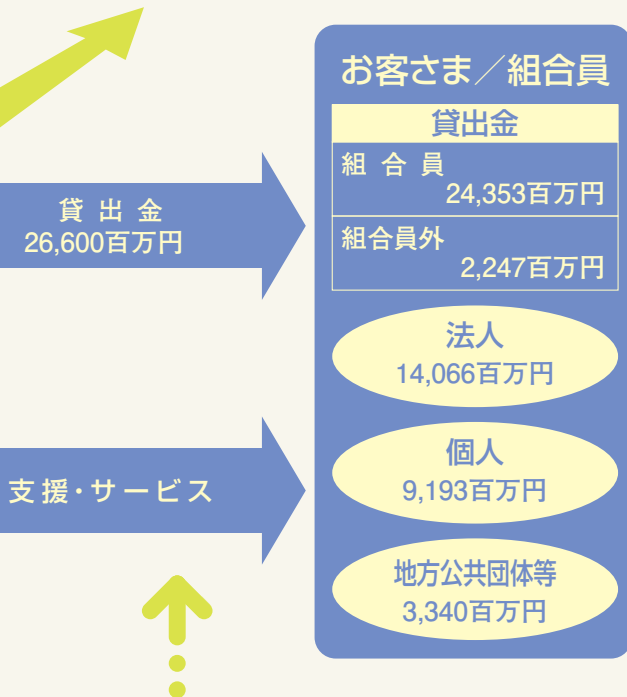 貸出金
26,600百万円
支援・サービス
お客さま／組合員
貸出金
組合員
24,353百万円
組合員外
2,247百万円
法人
14,066百万円
個人
9,193百万円
地方公共団体等
3,340百万円